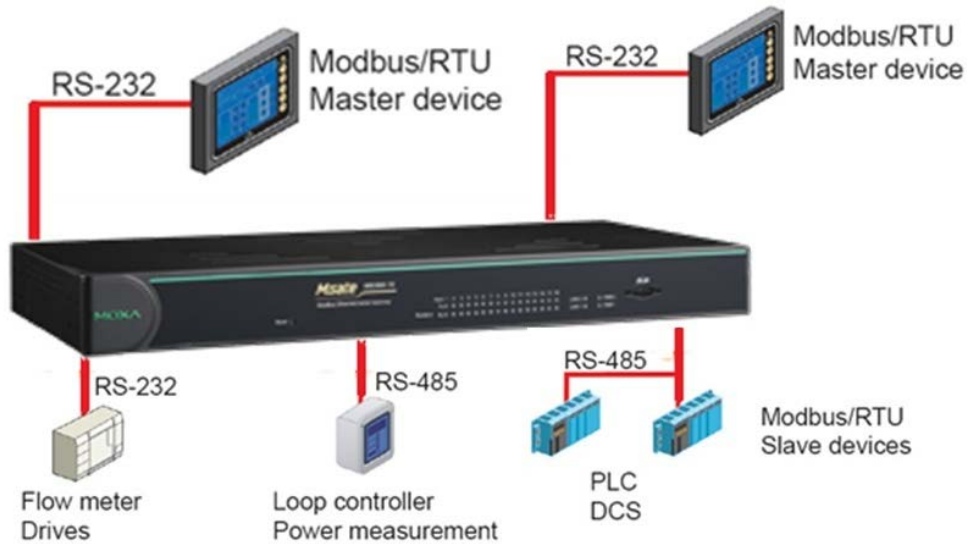 RS-232
Modbus/RTU
Master device
RS-232
Modbus/RTU
Master device
MOXA
MGate
RS-232
RS-485
RS-485
Modbus/RTU
Slave devices
Flow meter
Drives
Loop controller
Power measurement
PLC
DCS